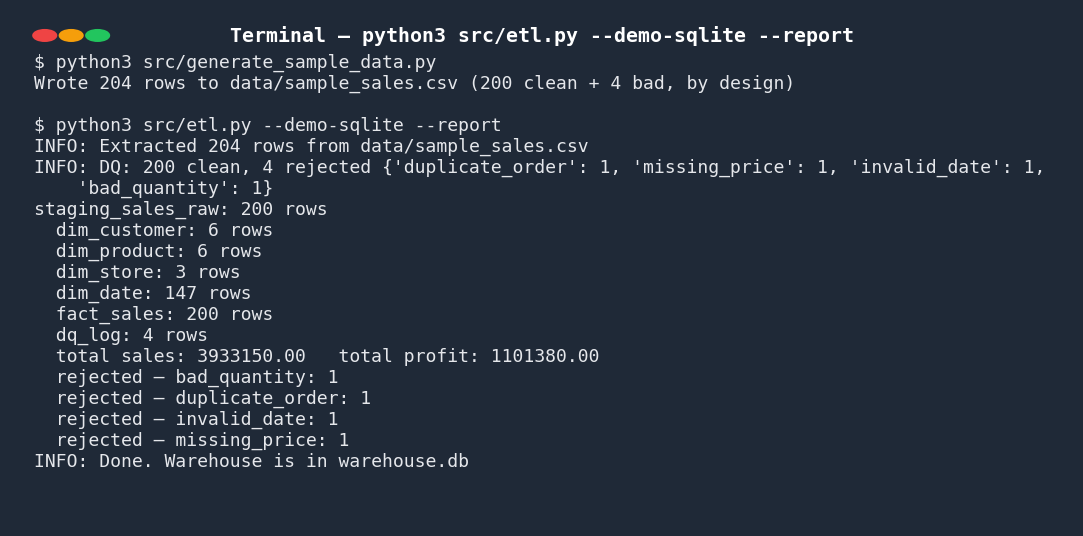 Terminal — python3 src/etl.py --demo-sqlite --report
$ python3 src/generate_sample_data.py
Wrote 204 rows to data/sample_sales.csv (200 clean + 4 bad, by design)
$ python3 src/etl.py --demo-sqlite --report
INFO: Extracted 204 rows from data/sample_sales.csv
INFO: DQ: 200 clean, 4 rejected {'duplicate_order': 1, 'missing_price': 1, 'invalid_date': 1,
'bad_quantity': 1}
staging_sales_raw: 200 rows
dim_customer: 6 rows
dim_product: 6 rows
dim_store: 3 rows
dim_date: 147 rows
fact_sales: 200 rows
dq_log: 4 rows
total sales: 3933150.00   total profit: 1101380.00
rejected — bad_quantity: 1
rejected — duplicate_order: 1
rejected — invalid_date: 1
rejected — missing_price: 1
INFO: Done. Warehouse is in warehouse.db